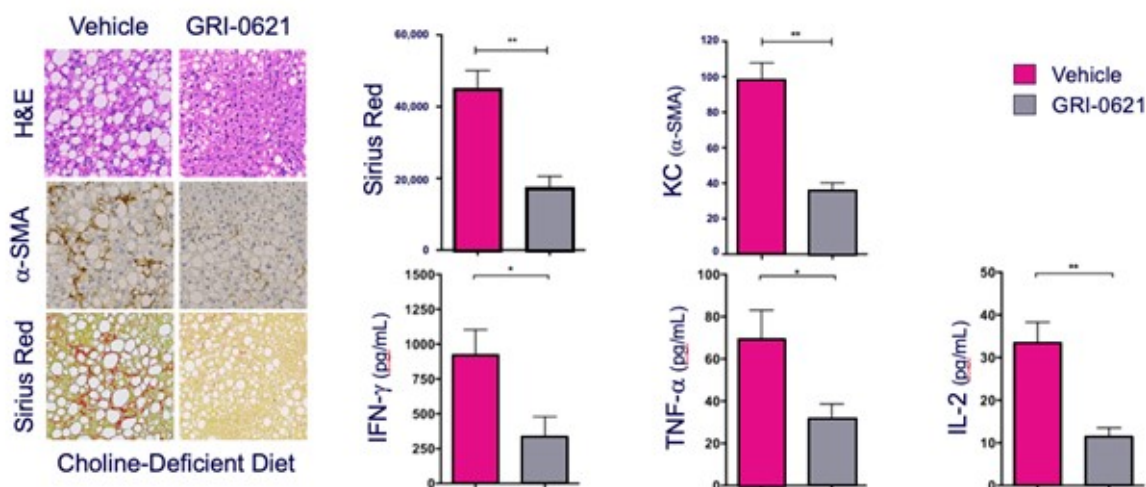 Vehicle GRI-0621
H&E
α-SMA
Sirius Red
Choline-Deficient Diet
Sirius Red
60,000
40,000
20,000
0
**
KC (α-SMA)
120
100
80
60
40
20
0
**
Vehicle
GRI-0621
IFN-γ (pg/mL)
1500
1250
1000
750
500
250
0
*
TNF-α (pg/mL)
100
80
60
40
20
0
*
IL-2 (pg/mL)
50
40
30
20
10
0
**